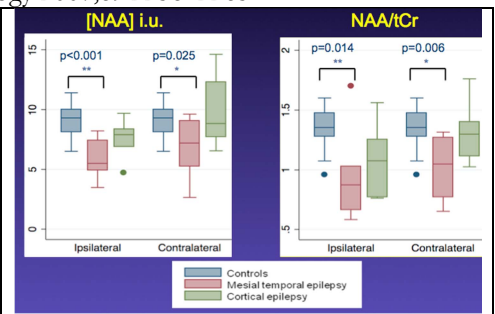 [NAA] i.u.
NAA/tCr
15
10
5
0
p<0.001
**
p=0.025
*
Ipsilateral
Contralateral
2
1.5
1
.5
p=0.014
**
p=0.006
*
Ipsilateral
Contralateral
Controls
Mesial temporal epilepsy
Cortical epilepsy